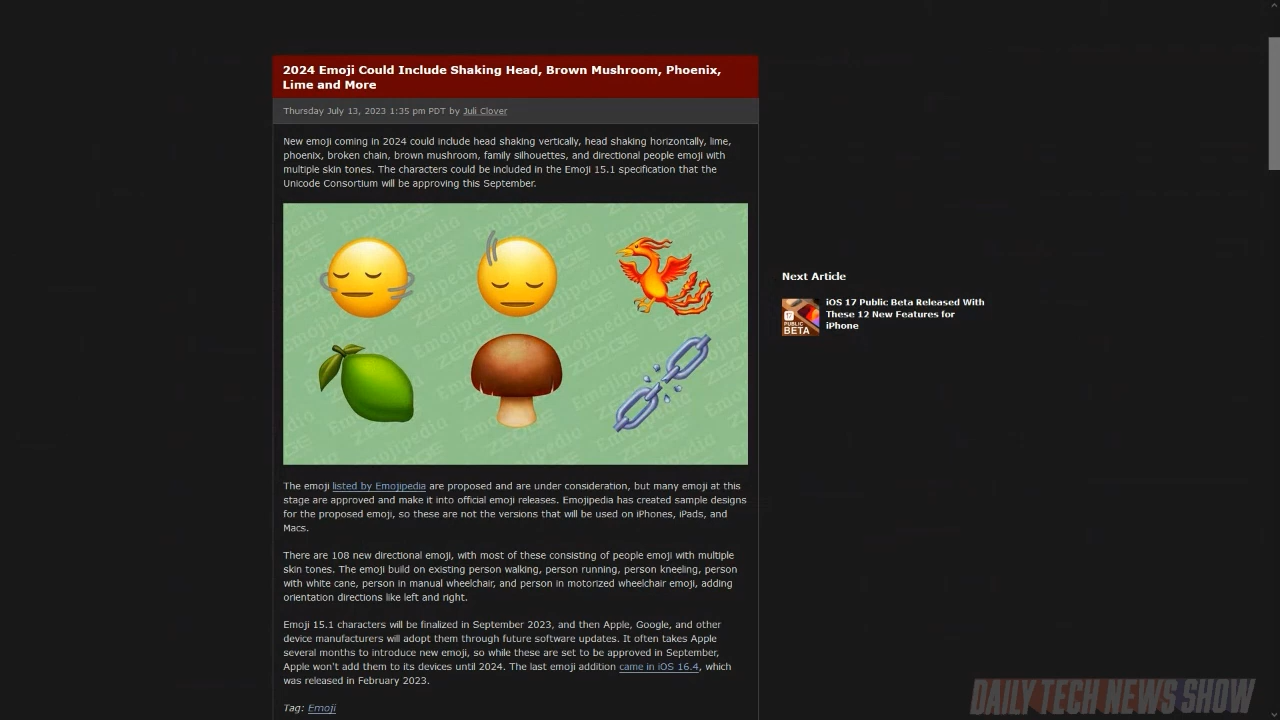 2024 Emoji Could Include Shaking Head, Brown Mushroom, Phoenix,
Lime and More
Thursday July 13, 2023 1:35 pm PDT by Juli Clover
New emoji coming in 2024 could include head shaking vertically, head shaking horizontally, lime,
phoenix, broken chain, brown mushroom, family silhouettes, and directional people emoji with
multiple skin tones. The characters could be included in the Emoji 15.1 specification that the
Unicode Consortium will be approving this September.
Emojipedia
ZEDGE
Next Article
iOS 17 Public Beta Released With
These 12 New Features for
iPhone
17
PUBLIC
BETA
The emoji listed by Emojipedia are proposed and are under consideration, but many emoji at this
stage are approved and make it into official emoji releases. Emojipedia has created sample designs
for the proposed emoji, so these are not the versions that will be used on iPhones, iPads, and
Macs.
There are 108 new directional emoji, with most of these consisting of people emoji with multiple
skin tones. The emoji build on existing person walking, person running, person kneeling, person
with white cane, person in manual wheelchair, and person in motorized wheelchair emoji, adding
orientation directions like left and right.
Emoji 15.1 characters will be finalized in September 2023, and then Apple, Google, and other
device manufacturers will adopt them through future software updates. It often takes Apple
several months to introduce new emoji, so while these are set to be approved in September,
Apple won't add them to its devices until 2024. The last emoji addition came in iOS 16.4, which
was released in February 2023.
Tag: Emoji
DAILY TECH NEWS SHOW